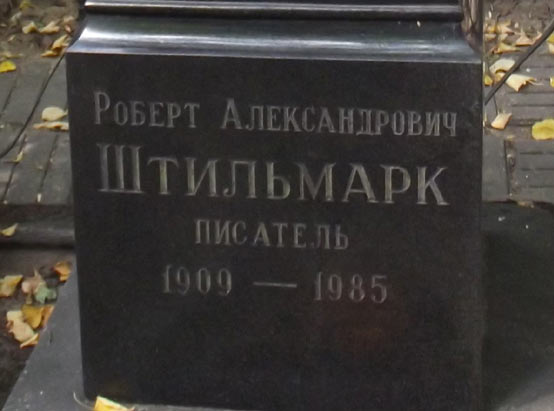 Роберт Александрович
Штильмарк
писатель
1909 — 1985